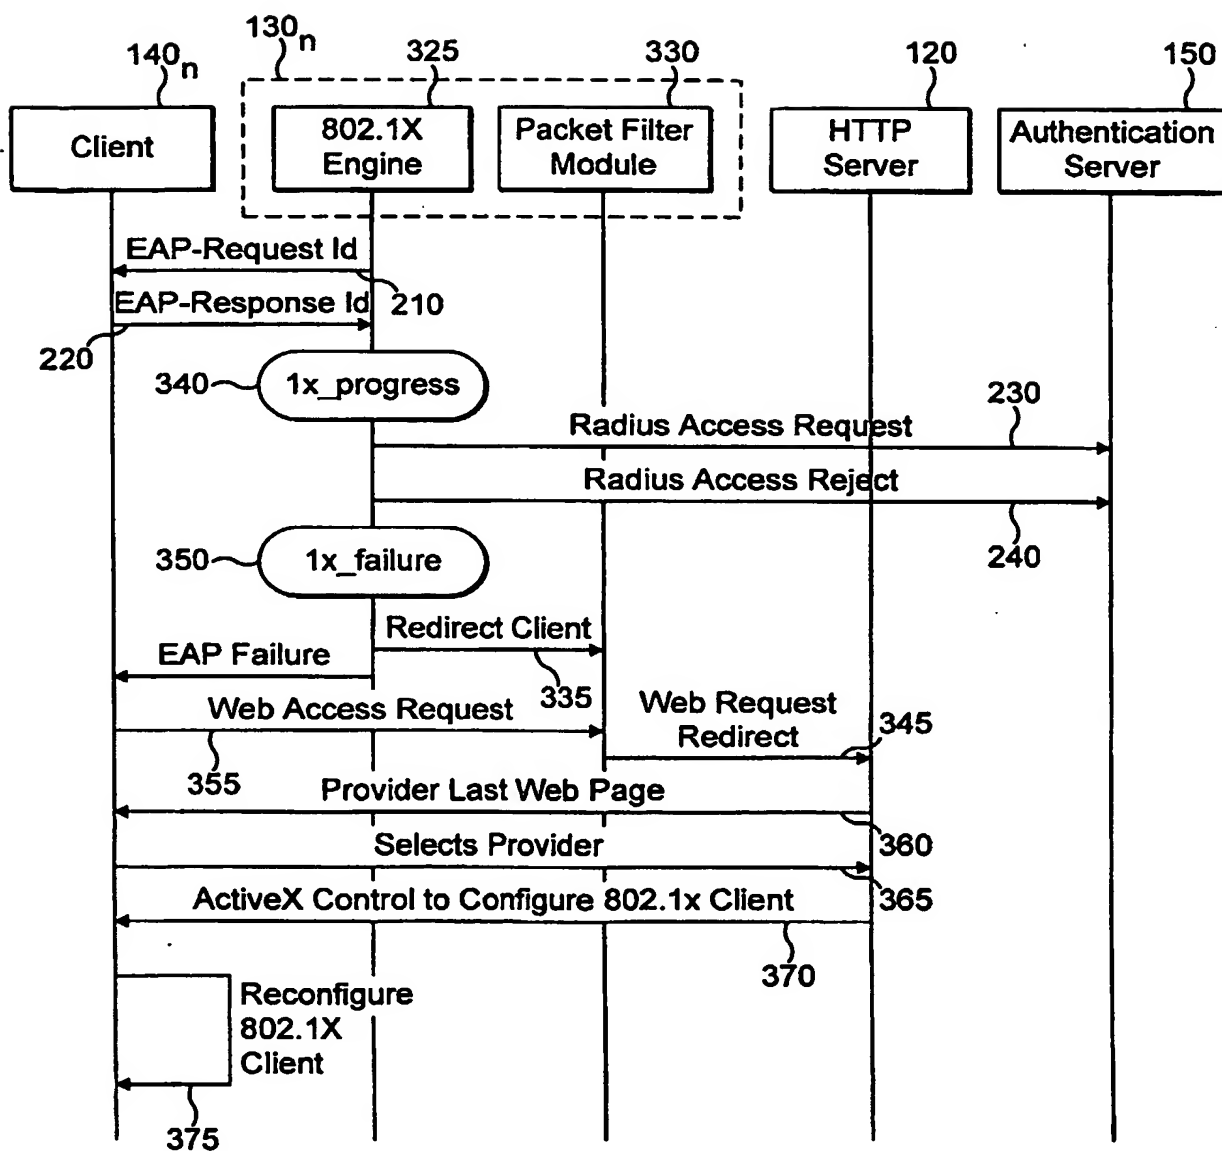 140n
130n
325
330
120
150
Client
802.1X
Engine
Packet Filter
Module
HTTP
Server
Authentication
Server
EAP-Request Id
210
EAP-Response Id
220
340
1x_progress
230
Radius Access Request
Radius Access Reject
240
350
1x_failure
Redirect Client
335
EAP Failure
Web Access Request
355
Web Request
Redirect
345
Provider Last Web Page
360
Selects Provider
365
ActiveX Control to Configure 802.1x Client
370
Reconfigure
802.1X
Client
375